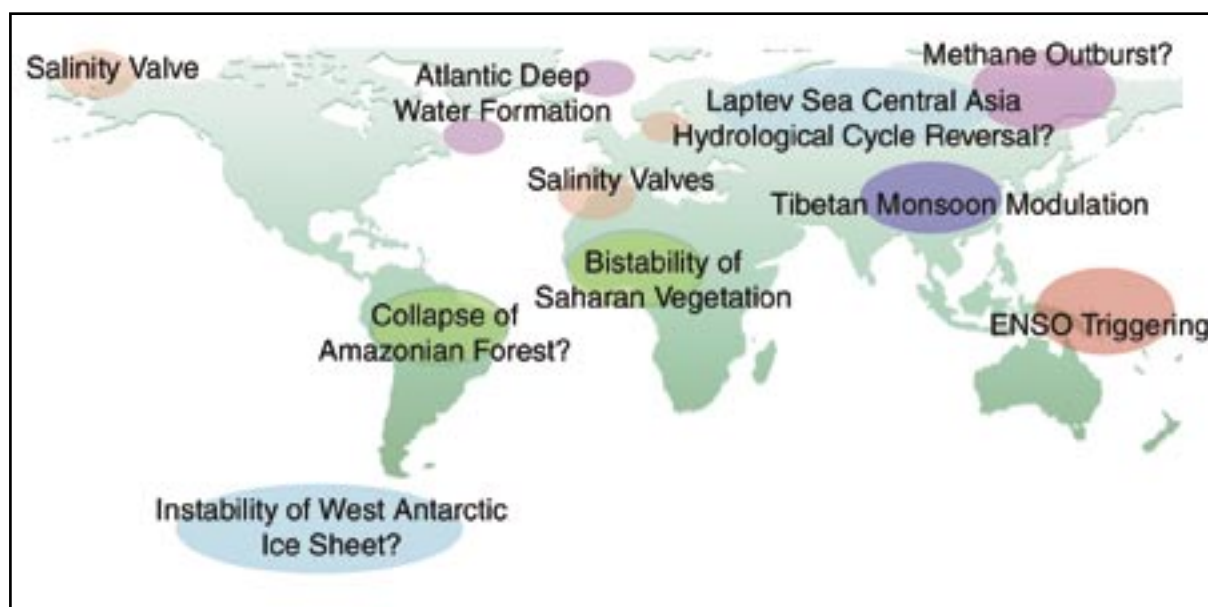 Salinity Valve
Atlantic Deep
Water Formation
Methane Outburst?
Laptev Sea Central Asia
Hydrological Cycle Reversal?
Salinity Valves
Tibetan Monsoon Modulation
Bistability of
Saharan Vegetation
Collapse of
Amazonian Forest?
ENSO Triggering
Instability of West Antarctic
Ice Sheet?